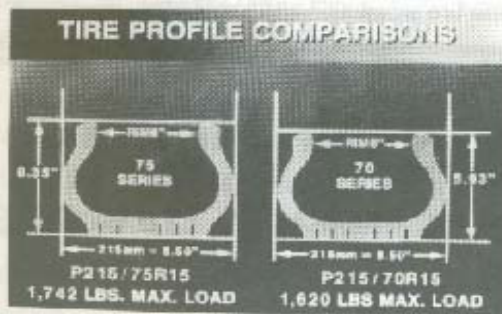 TIRE PROFILE COMPARISONS
75
SERIES
6.35"
215mm = 8.50"
P215/75R15
1,742 LBS. MAX. LOAD
70
SERIES
5.93"
215mm = 8.50"
P215/70R15
1,620 LBS MAX. LOAD